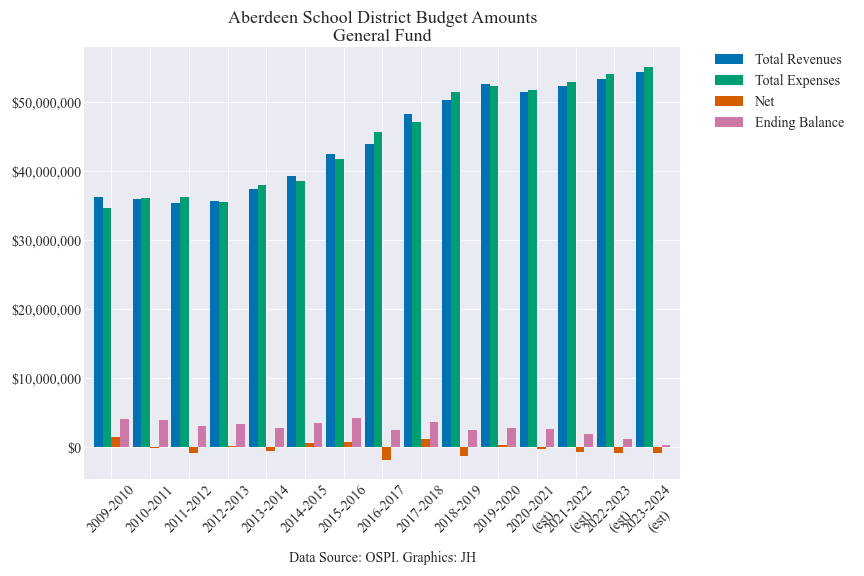 Aberdeen School District Budget Amounts
General Fund
Total Revenues
Total Expenses
Net
Ending Balance
$50,000,000
$40,000,000
$30,000,000
$20,000,000
$10,000,000
$0
2009-2010
2010-2011
2011-2012
2012-2013
2013-2014
2014-2015
2015-2016
2016-2017
2017-2018
2018-2019
2019-2020
2020-2021
(est)
2021-2022
(est)
2022-2023
(est)
2023-2024
(est)
Data Source: OSPI. Graphics: JH